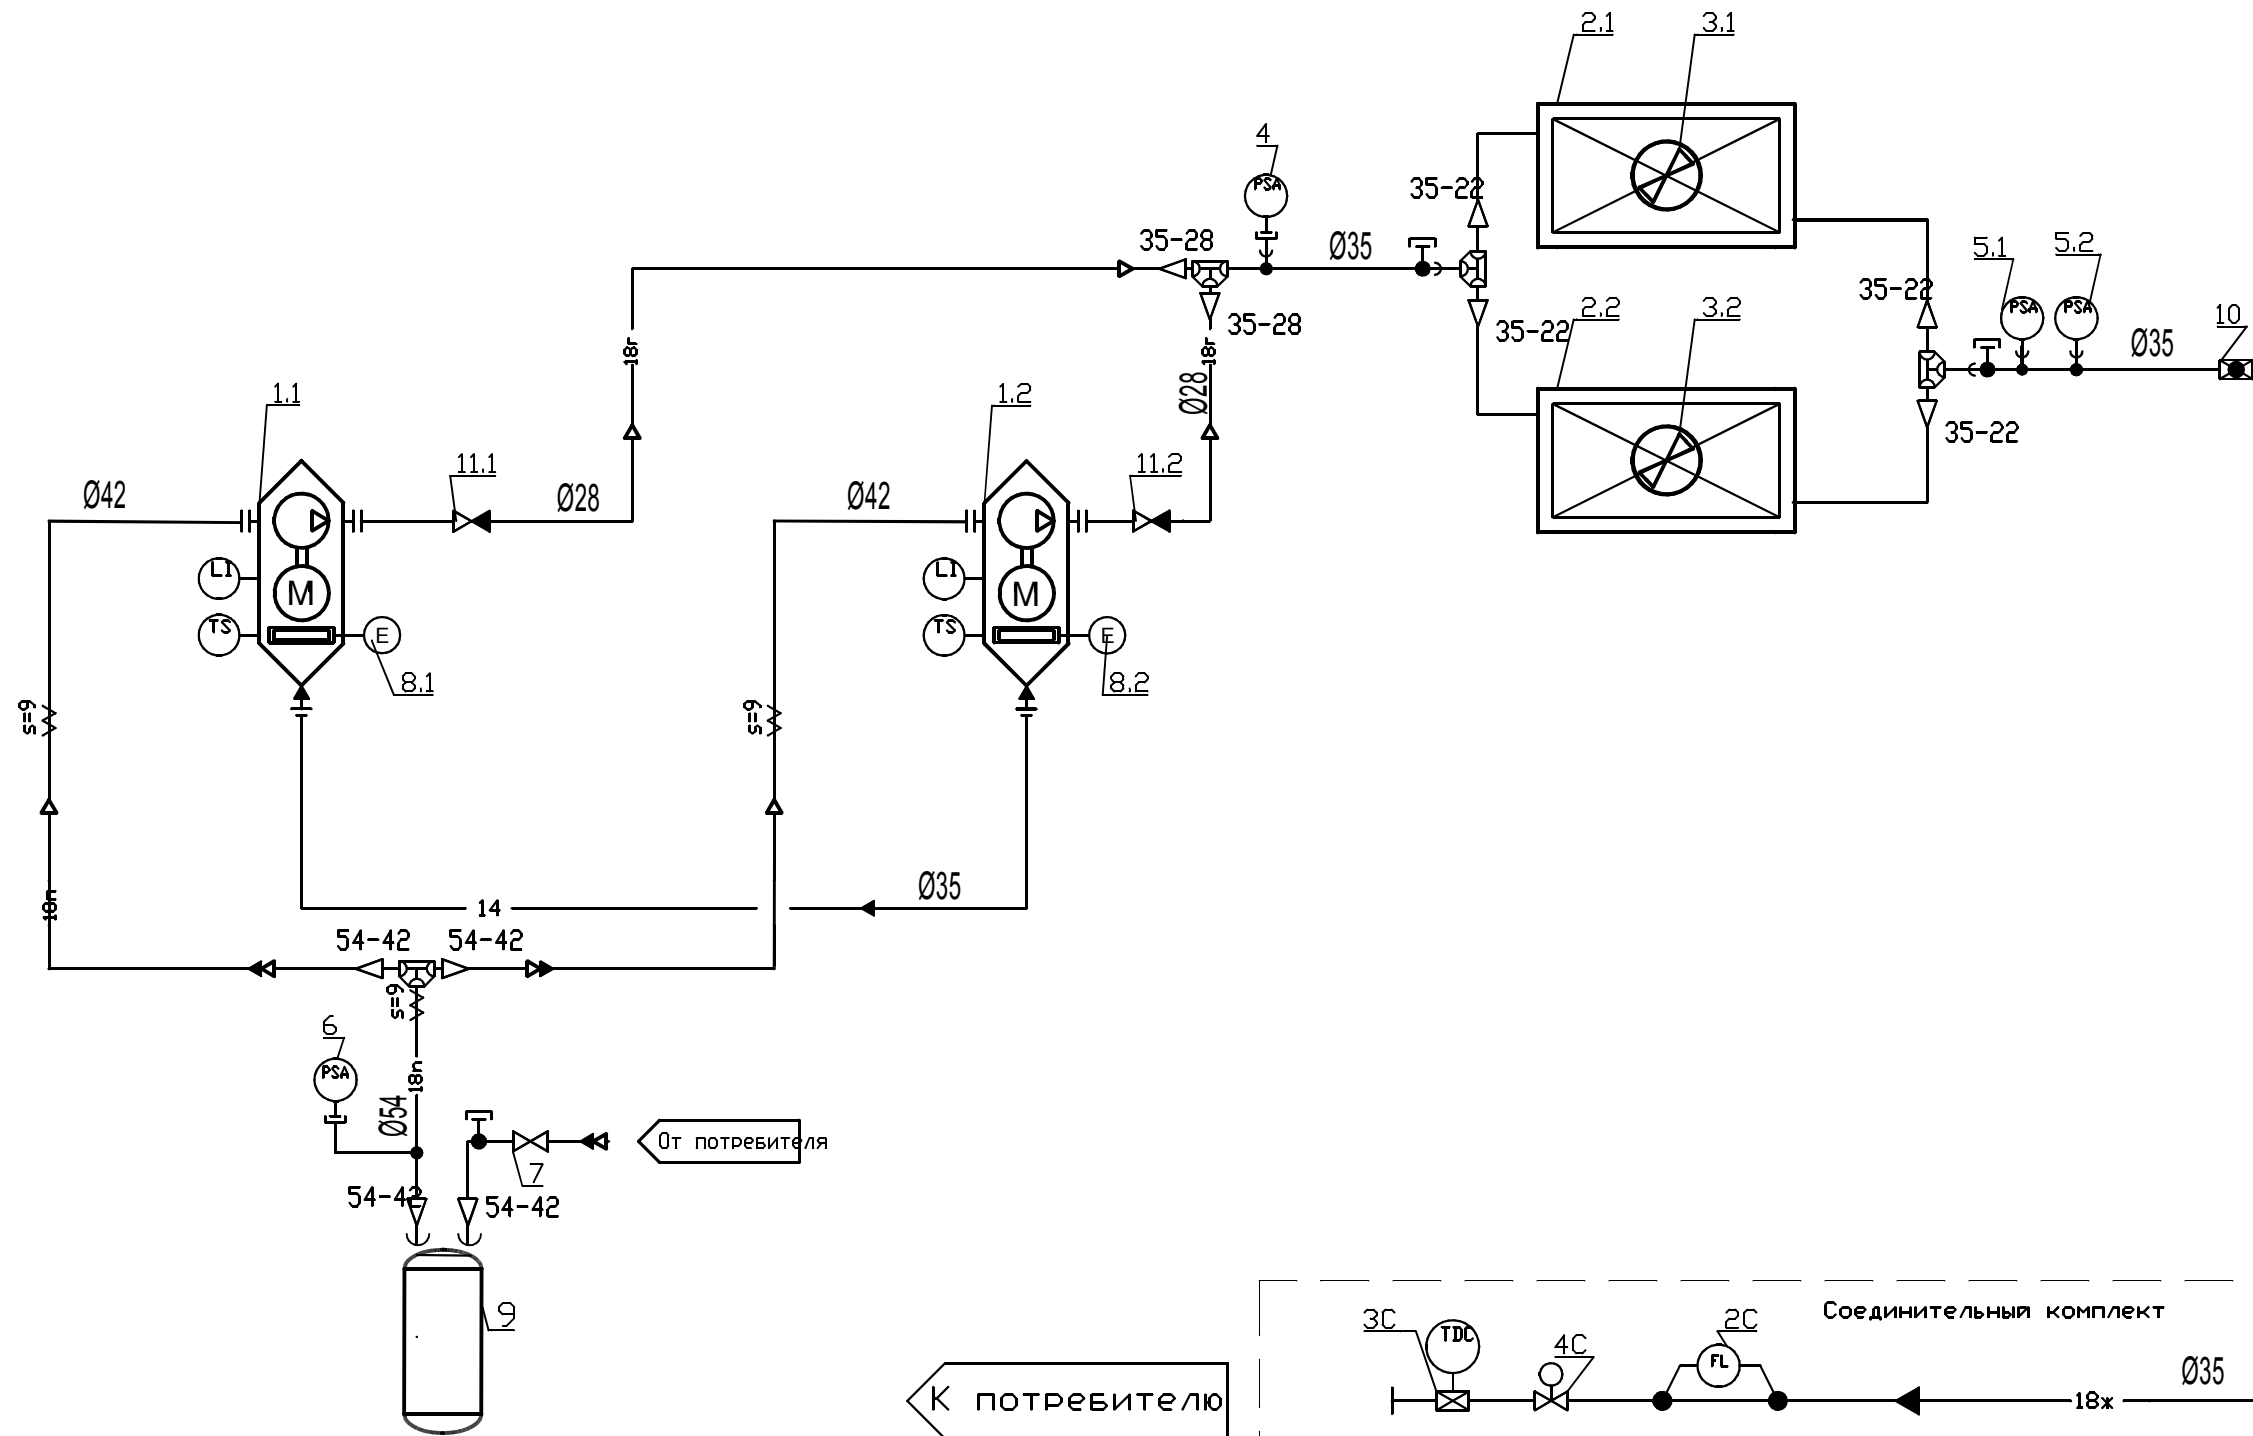 2.1
3.1
4
PSA
35-22
35-28
Ø35
5.1
5.2
2.2
3.2
35-22
PSA
PSA
10
35-28
35-22
18г
18г
Ø35
1.1
1.2
Ø28
35-22
11.1
11.2
Ø42
Ø28
Ø42
LI
M
LI
M
TS
E
TS
E
8.1
8.2
s=9
s=9
Ø35
18п
14
54-42
54-42
s=9
6
PSA
18п
Ø54
От потребителя
7
54-42
54-42
9
Соединительный комплект
3C
TDC
4C
2C
FL
Ø35
К потребителю
18ж